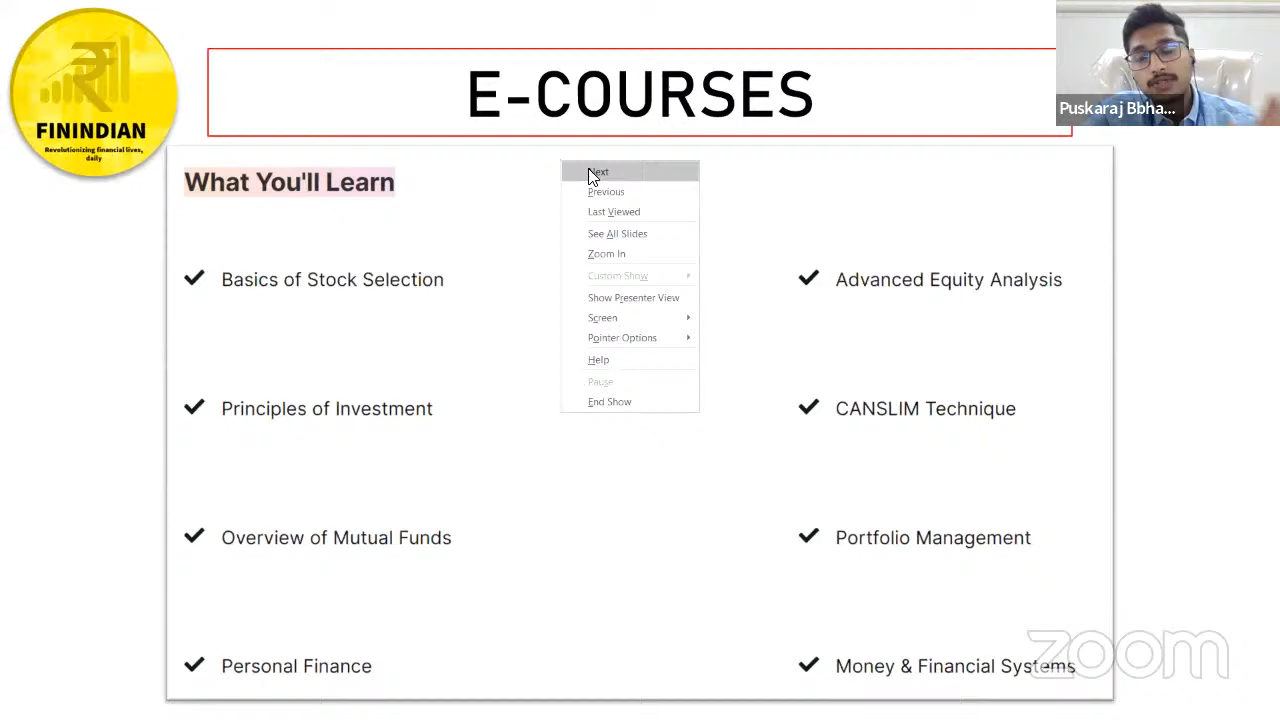 FININDIAN
Revolutionizing financial lives,
daily
E-COURSES
Puskaraj Bbha...
What You'll Learn
Basics of Stock Selection
Principles of Investment
Overview of Mutual Funds
Personal Finance
Next
Previous
Last Viewed
See All Slides
Zoom In
Custom Show
Show Presenter View
Screen
Pointer Options
Help
Pause
End Show
Advanced Equity Analysis
CANSLIM Technique
Portfolio Management
Money & Financial Systems
zoom